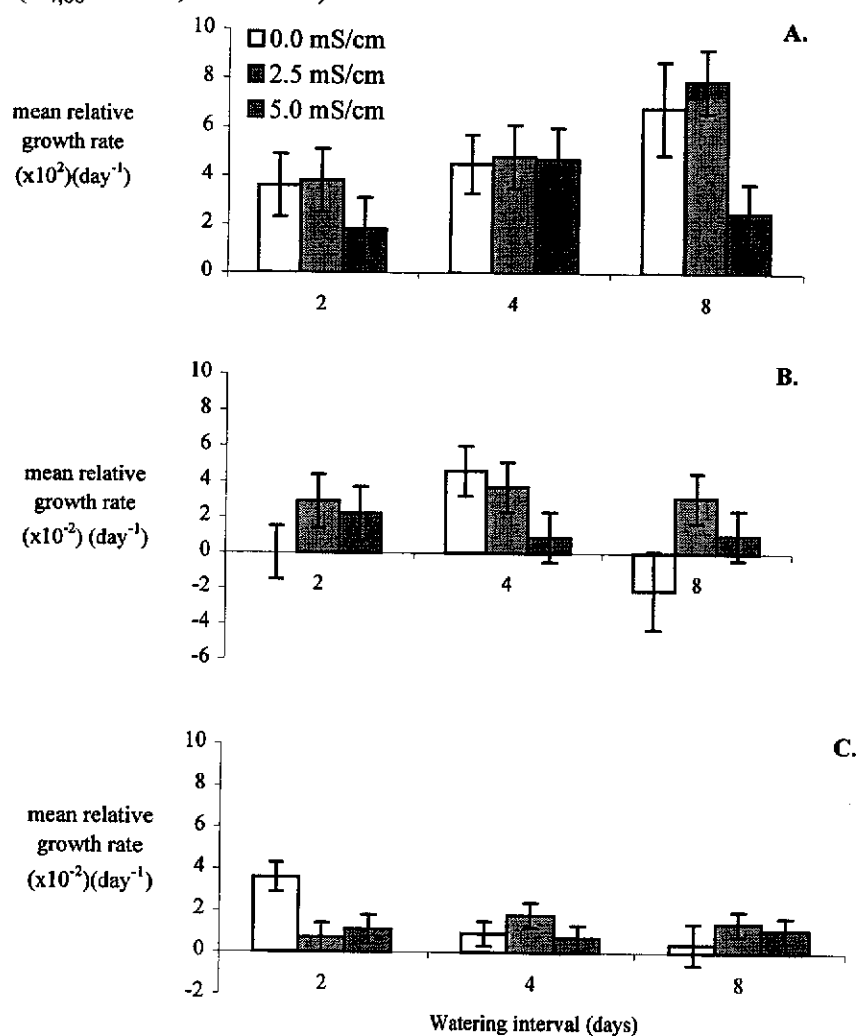 10
8
6
4
2
0
0.0 mS/cm
2.5 mS/cm
5.0 mS/cm
A.
mean relative
growth rate
(x10²)(day⁻¹)
2 4 8
10
8
6
4
2
0
-2
-4
-6
B.
mean relative
growth rate
(x10⁻²) (day⁻¹)
2 4 8
10
8
6
4
2
0
-2
C.
mean relative
growth rate
(x10⁻²)(day⁻¹)
2 4 8
Watering interval (days)